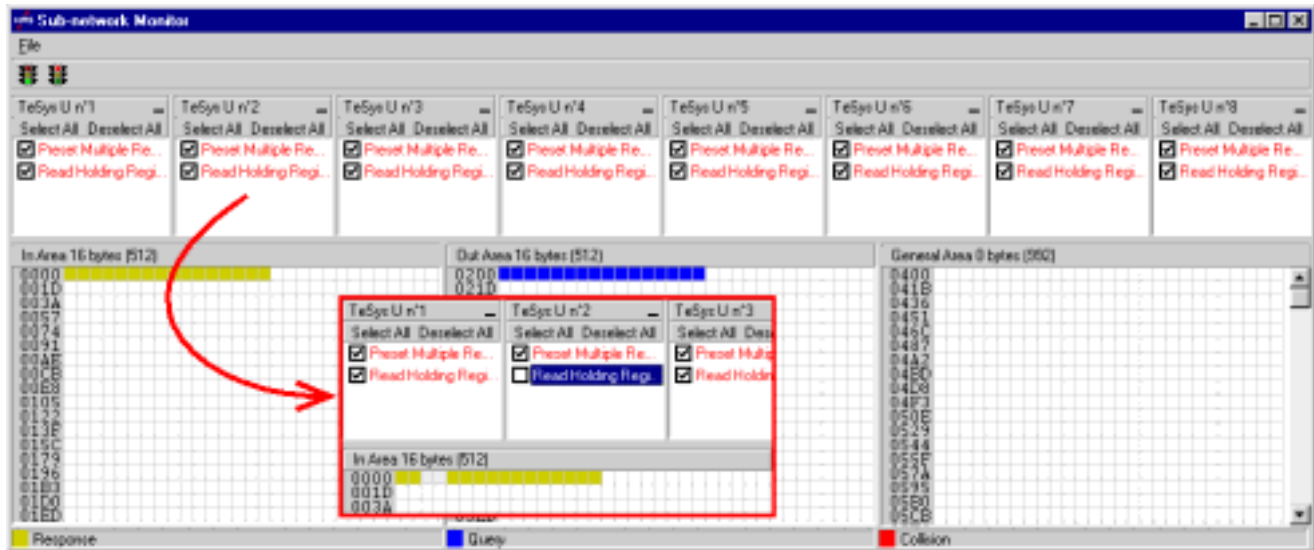 Sub-network Monitor
File
TeSys U n°1 TeSys U n°2 TeSys U n°3 TeSys U n°4 TeSys U n°5 TeSys U n°6 TeSys U n°7 TeSys U n°8
Select All Deselect All Select All Deselect All Select All Deselect All Select All Deselect All Select All Deselect All Select All Deselect All Select All Deselect All Select All Deselect All
Preset Multiple Re... Preset Multiple Re... Preset Multiple Re... Preset Multiple Re... Preset Multiple Re... Preset Multiple Re... Preset Multiple Re... Preset Multiple Re...
Read Holding Regi... Read Holding Regi... Read Holding Regi... Read Holding Regi... Read Holding Regi... Read Holding Regi... Read Holding Regi... Read Holding Regi...
In Area 16 bytes (512)
0000
001D
003A
0057
0074
0091
00AE
00CB
00E8
0105
0122
013F
015C
0179
0196
01B3
01D0
01ED
Out Area 16 bytes (512)
0200
021D
TeSys U n°1 TeSys U n°2 TeSys U n°3
Select All Deselect All Select All Deselect All Select All Dese
Preset Multiple Re... Preset Multiple Re... Preset Multip
Read Holding Regi... Read Holding Regi... Read Holdin
In Area 16 bytes (512)
0000
001D
003A
General Area 0 bytes (992)
0400
041B
0436
0451
046C
0487
04A2
04BD
04D8
04F3
050E
0529
0544
055F
057A
0595
05B0
05CB
Response Query Collision